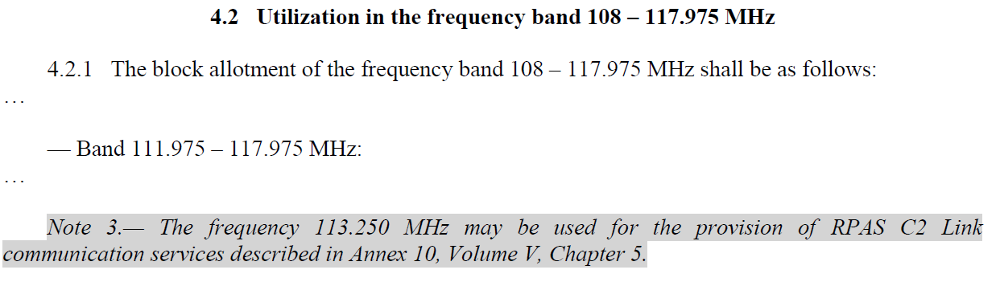 4.2 Utilization in the frequency band 108 – 117.975 MHz
4.2.1 The block allotment of the frequency band 108 – 117.975 MHz shall be as follows:
…
— Band 111.975 – 117.975 MHz:
…
Note 3.— The frequency 113.250 MHz may be used for the provision of RPAS C2 Link
communication services described in Annex 10, Volume V, Chapter 5.